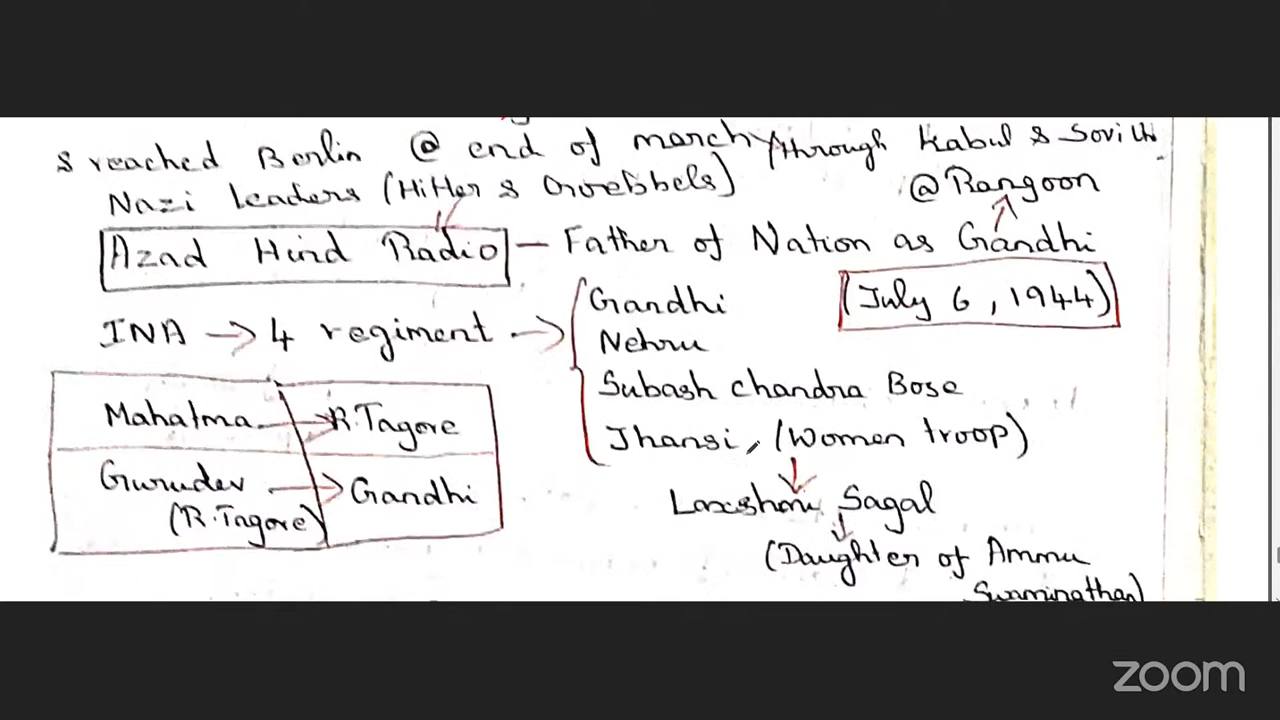 & reached Berlin @ end of march/through Kabul & Sovi
Nazi leaders (Hitler & Groebbels) @ Rangoon
Azad Hind Radio — Father of Nation as Gandhi
(July 6, 1944)
INA → 4 regiment → Gandhi
Nehru
Subash chandra Bose
Jhansi, (Women troop)
Laxshmi Sagal
(Daughter of Ammu
Swaminathan)
Mahatma → R.Tagore
Gurudev → Gandhi
(R.Tagore)
zoom